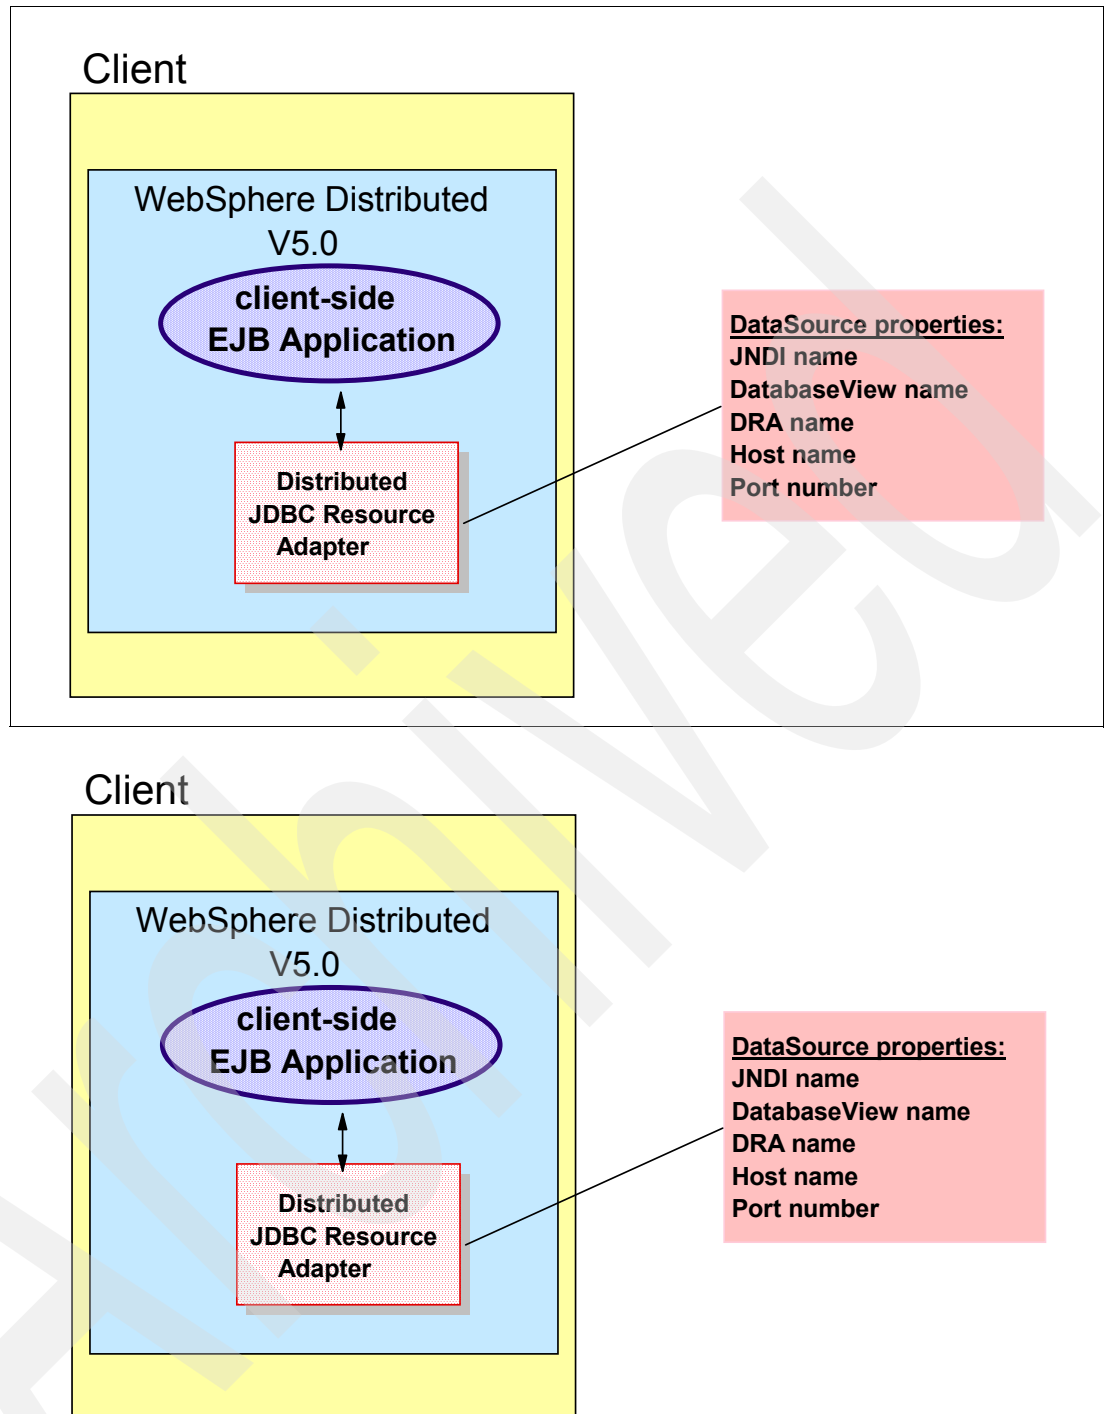 Client
WebSphere Distributed
V5.0
client-side
EJB Application
Distributed
JDBC Resource
Adapter
DataSource properties:
JNDI name
DatabaseView name
DRA name
Host name
Port number
Client
WebSphere Distributed
V5.0
client-side
EJB Application
Distributed
JDBC Resource
Adapter
DataSource properties:
JNDI name
DatabaseView name
DRA name
Host name
Port number
Archived